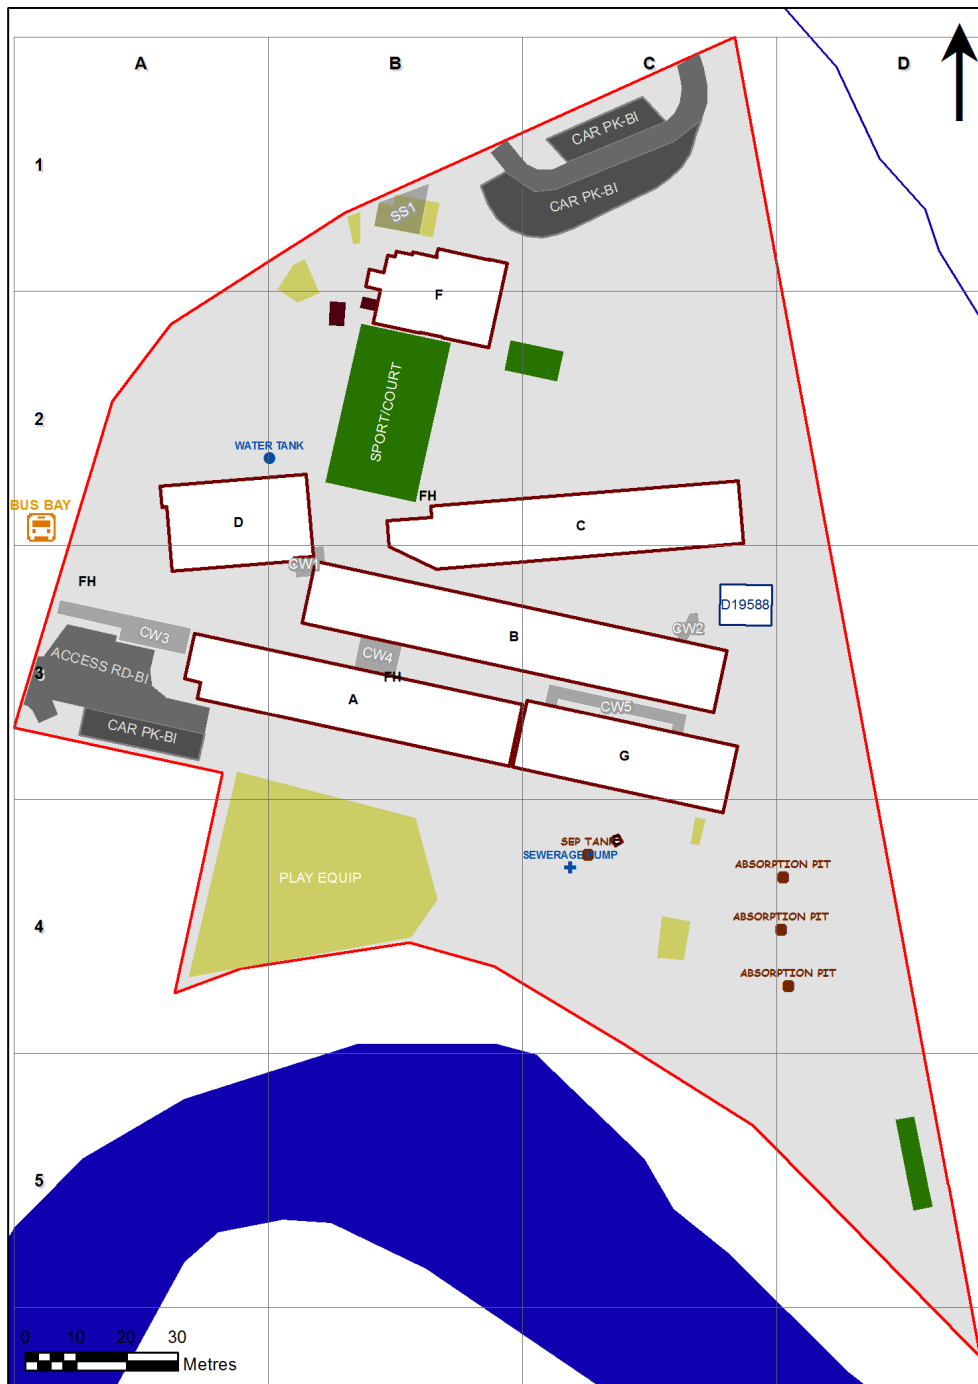 A
B
C
D
1
CAR PK-BI
CAR PK-BI
SS1
F
2
SPORT/COURT
WATER TANK
FH
BUS BAY
D
C
CW1
FH
D19588
CW3
CW2
B
CW4
ACCESS RD-BI
3
FH
A
CW5
CAR PK-BI
G
SEP TANK
SEWERAGE PUMP
ABSORPTION PIT
PLAY EQUIP
ABSORPTION PIT
4
ABSORPTION PIT
5
0 10 20 30
Metres